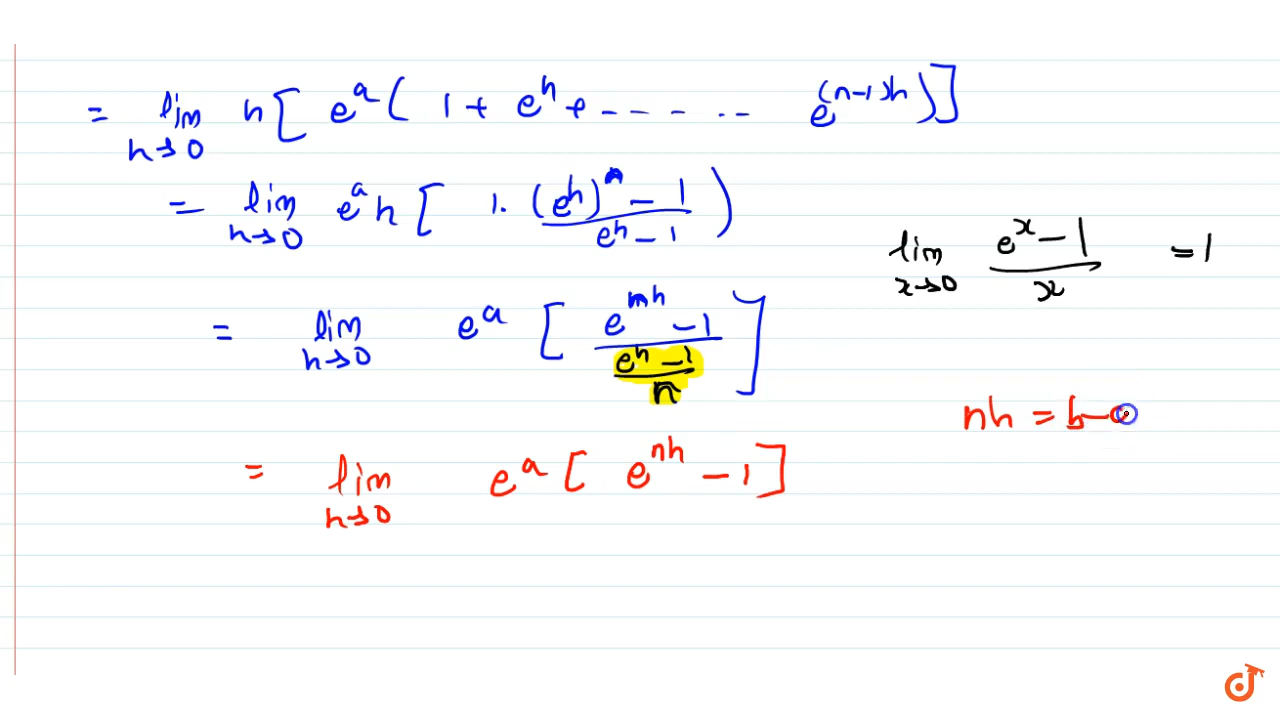 = lim h→0 h[ e^a ( 1 + e^h + ------ .. e^(n-1)h ) ]
= lim h→0 e^a h [ 1. (e^h)^n - 1 / e^h - 1 )
lim x→0 e^x - 1 / x = 1
= lim h→0 e^a [ e^nh - 1 / e^h - 1 / h ]
nh = b-
= lim h→0 e^a [ e^nh - 1 ]